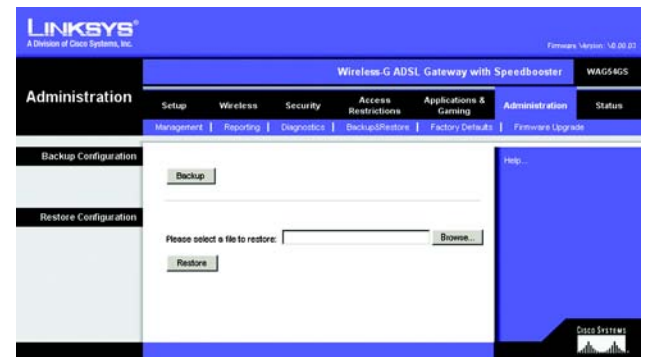 LINKSYS®
A Division of Cisco Systems, Inc.
Firmware Version: V0.00.03
Wireless-G ADSL Gateway with Speedbooster
WAG54GS
Administration
Setup
Wireless
Security
Access Restrictions
Applications & Gaming
Administration
Status
Management | Reporting | Diagnostics | Backup&Restore | Factory Defaults | Firmware Upgrade
Backup Configuration
Backup
Help...
Restore Configuration
Please select a file to restore:
Browse...
Restore
CISCO SYSTEMS